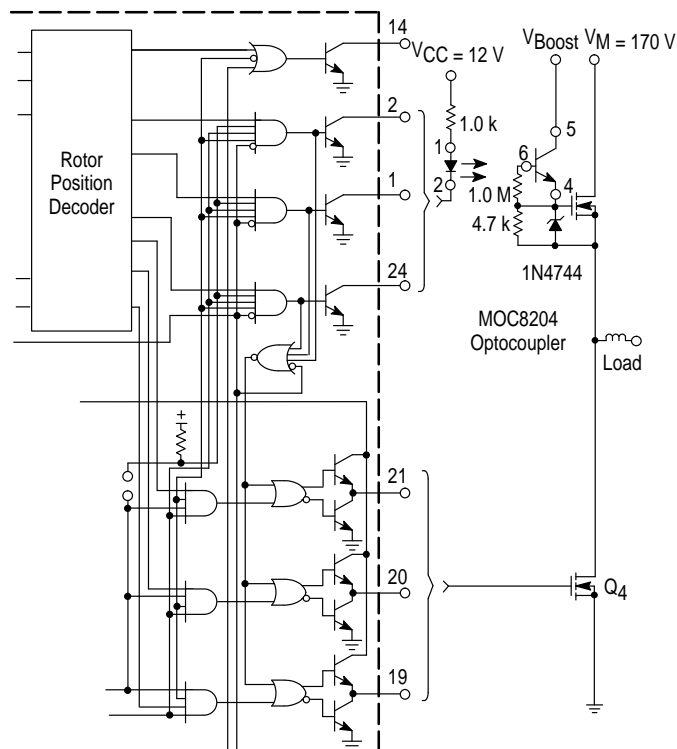 14
VCC = 12 V
VBoost
VM = 170 V
2
1.0 k
5
1
6
Rotor
Position
Decoder
1
2
1.0 M
4
4.7 k
1N4744
24
MOC8204
Optocoupler
Load
+
21
20
Q4
19